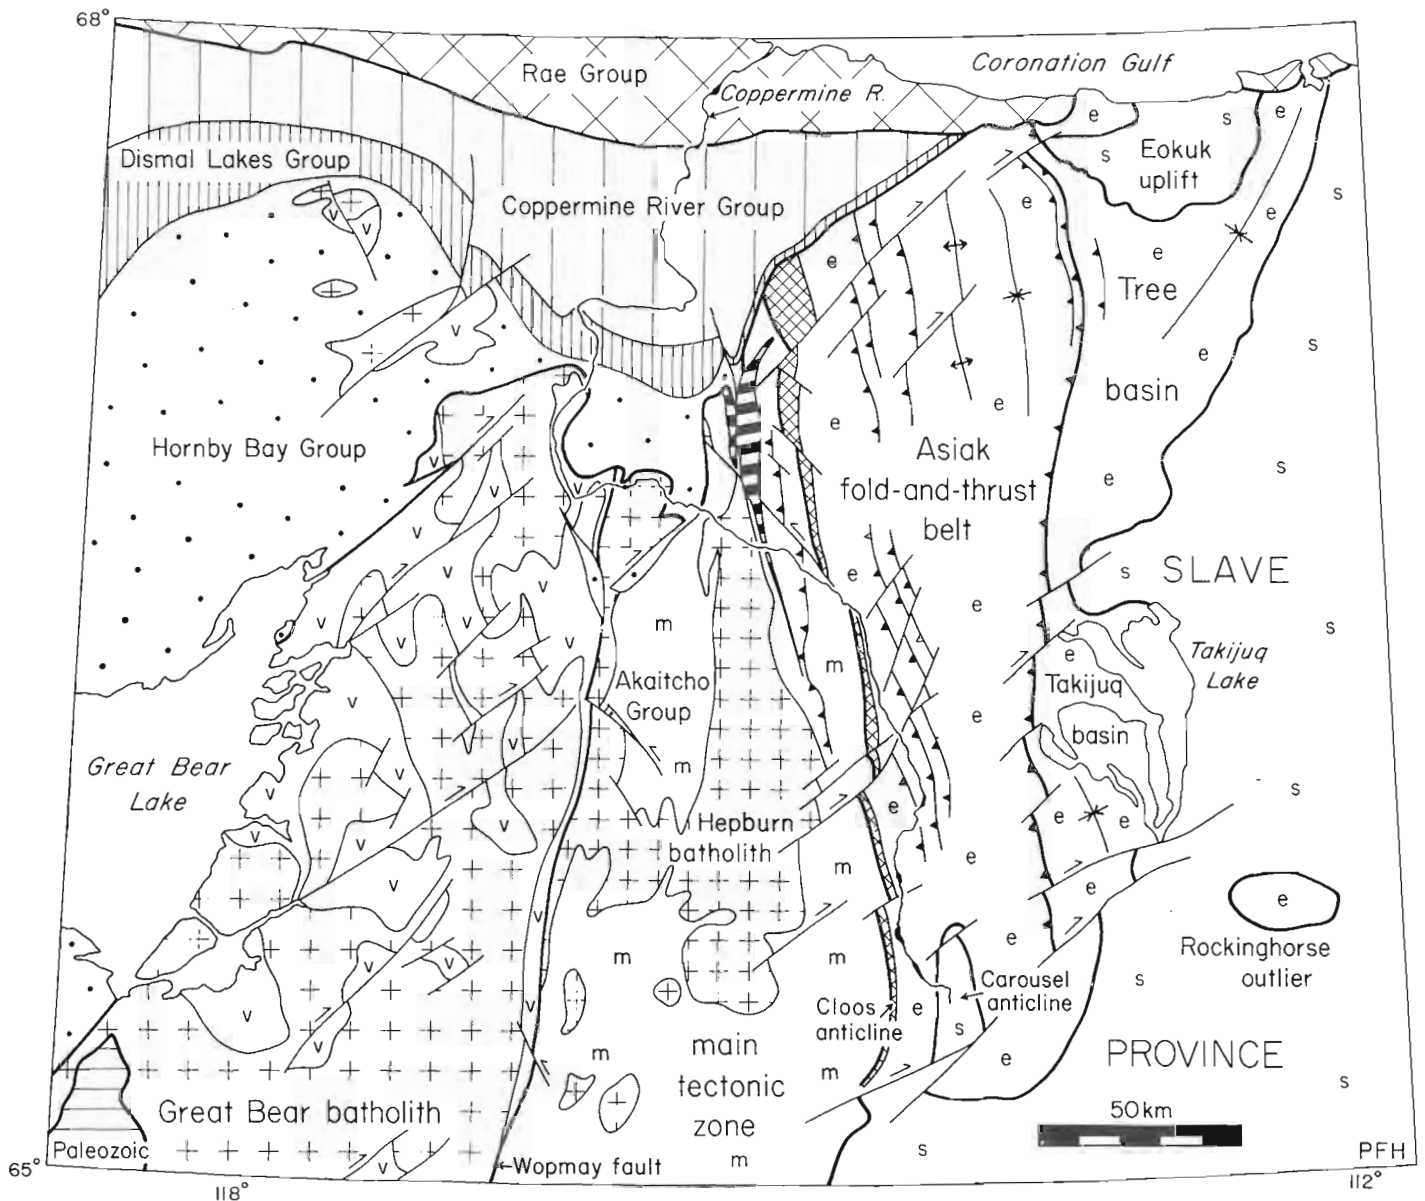 68°
Rae Group
Coronation Gulf
Coppermine R.
Dismal Lakes Group
Eokuk
uplift
Coppermine River Group
Tree
basin
Hornby Bay Group
Asiak
fold-and-thrust
belt
SLAVE
Takijuq
Lake
Akaitcho
Group
Takijuq
basin
Great Bear
Lake
Hepburn
batholith
Rockinghorse
outlier
Carousel
anticline
Cloos
anticline
main
tectonic
zone
PROVINCE
50 km
Great Bear batholith
Paleozoic
Wopmay fault
PFH
65°
118°
112°
e
s
e
s
s
e
e
e
e
v
v
v
e
s
e
e
e
s
e
v
v
v
v
e
s
v
e
v
v
v
m
e
s
m
e
v
e
v
m
v
e
e
e
s
v
v
v
m
e
v
e
e
v
e
m
m
v
v
s
v
v
e
s
e
v
m
m
s
v
m
s